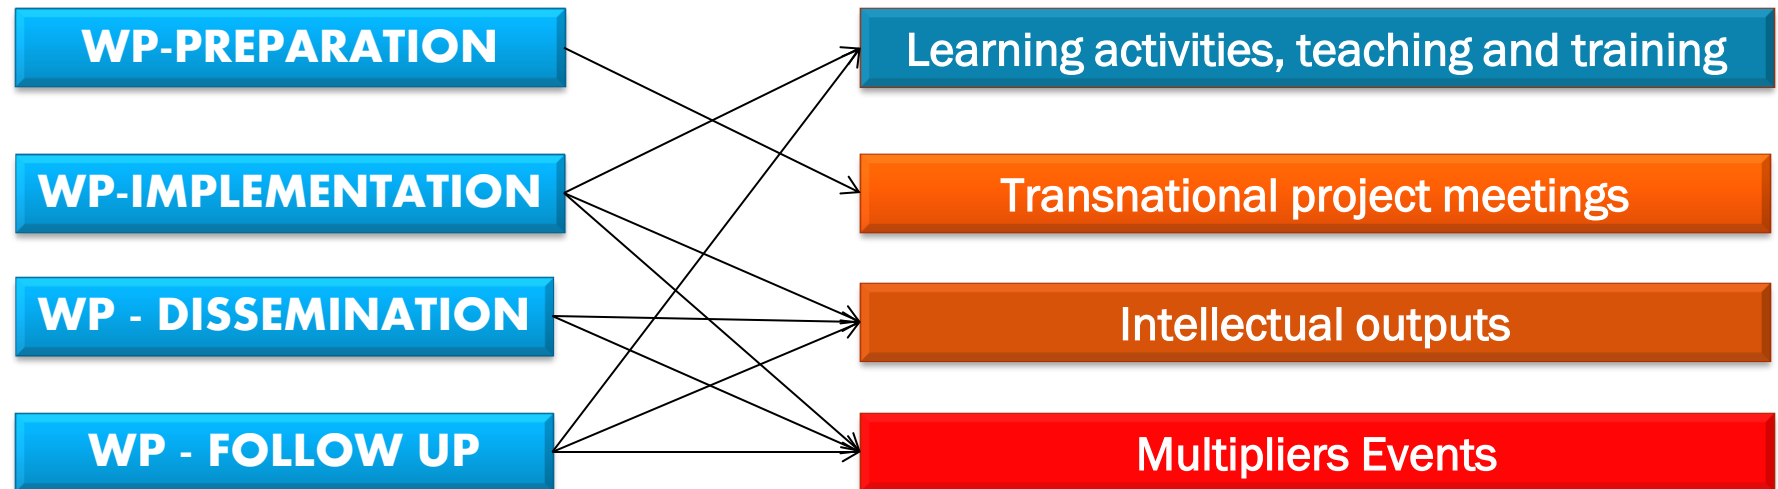 WP-PREPARATION
Learning activities, teaching and training
WP-IMPLEMENTATION
Transnational project meetings
WP - DISSEMINATION
Intellectual outputs
WP - FOLLOW UP
Multipliers Events